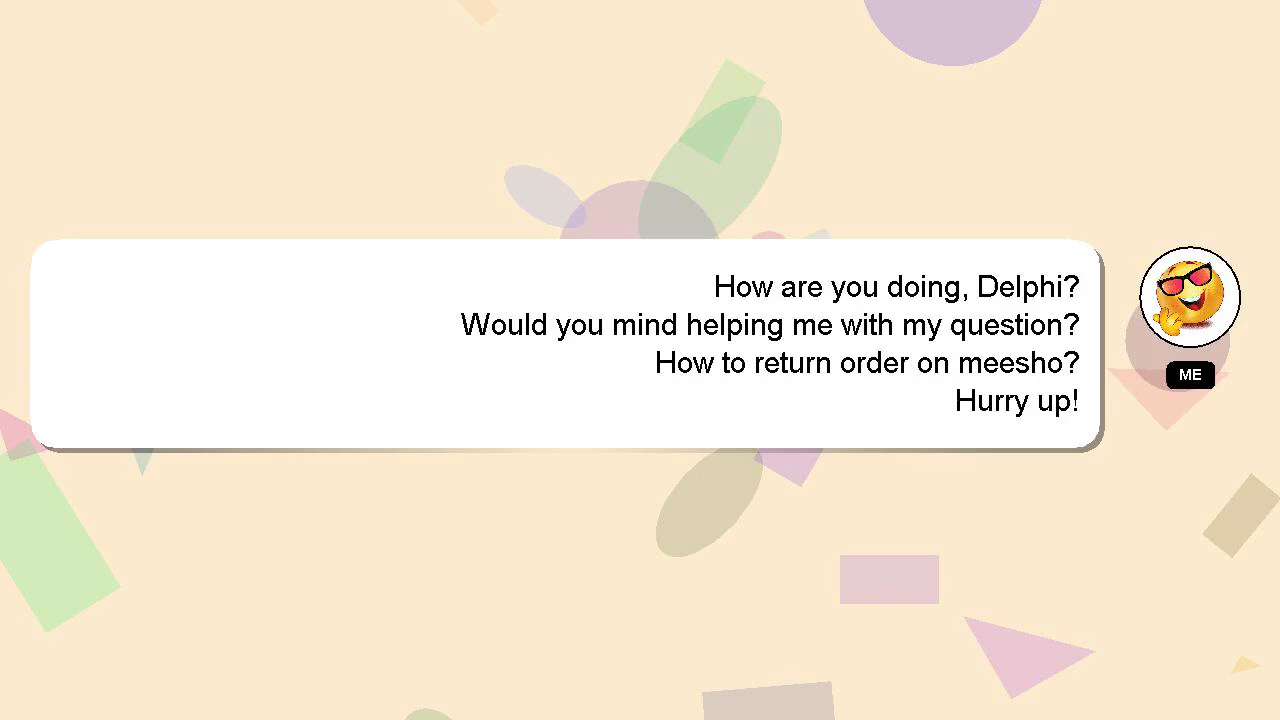 How are you doing, Delphi?
Would you mind helping me with my question?
How to return order on meesho?
Hurry up!
ME